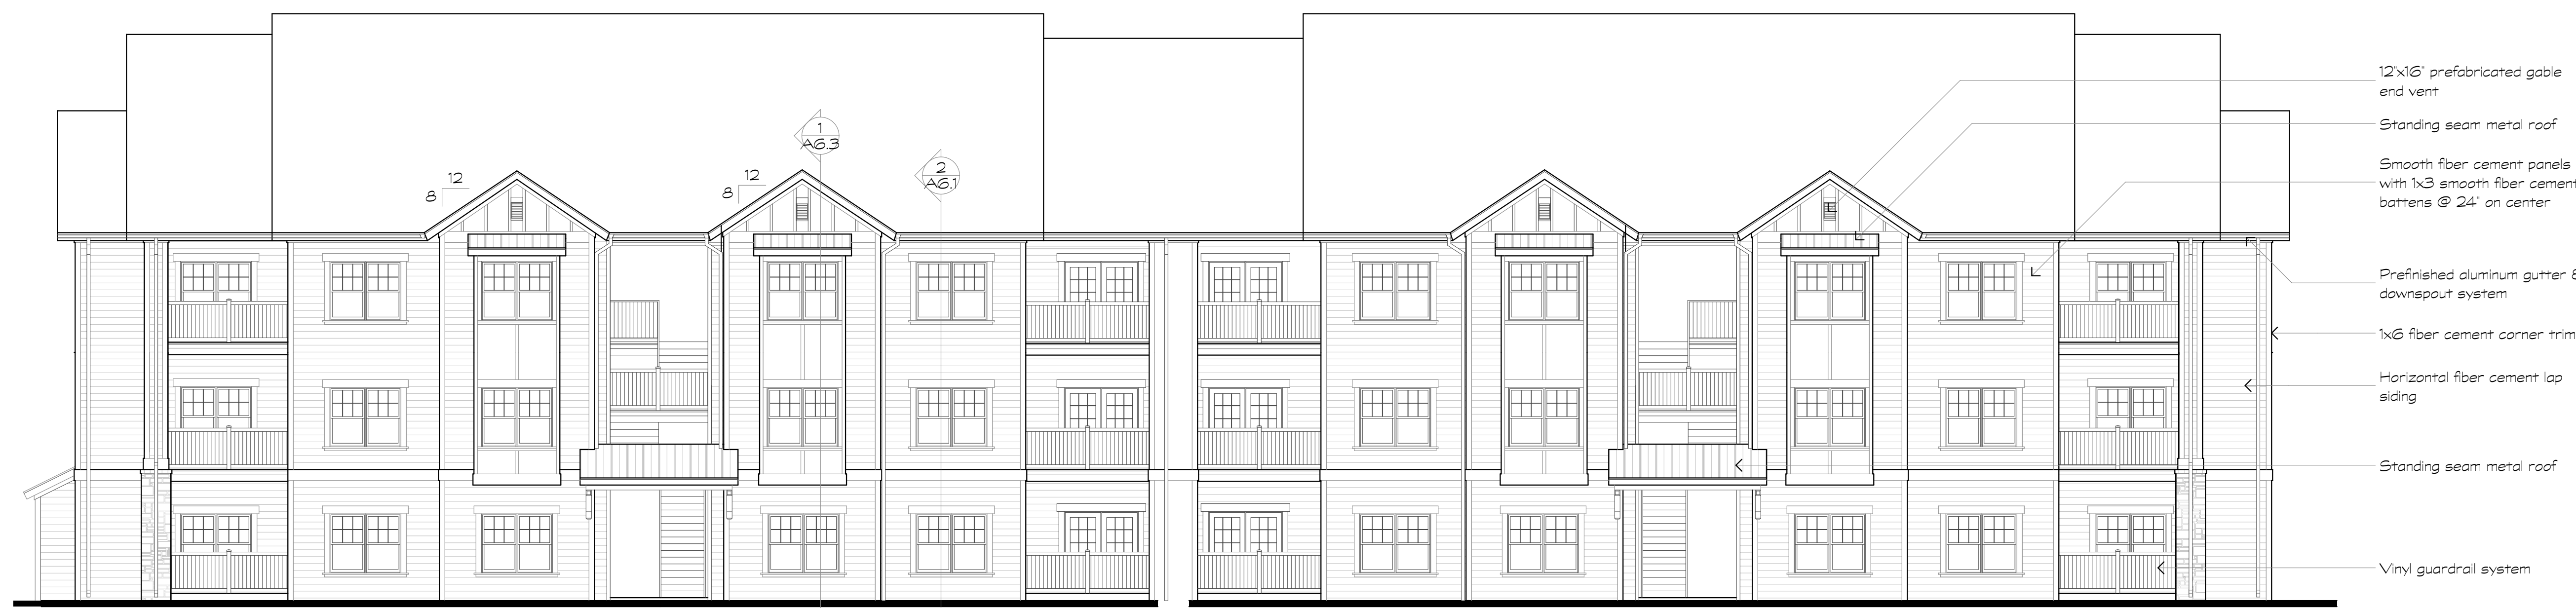 12"x16" prefabricated gable
end vent
Standing seam metal roof
Smooth fiber cement panels
with 1x3 smooth fiber cement
battens @ 24" on center
Prefinished aluminum gutter &
downspout system
1x6 fiber cement corner trim
Horizontal fiber cement lap
siding
Standing seam metal roof
Vinyl guardrail system
1
A6.3
2
A6.1
12
8
12
8